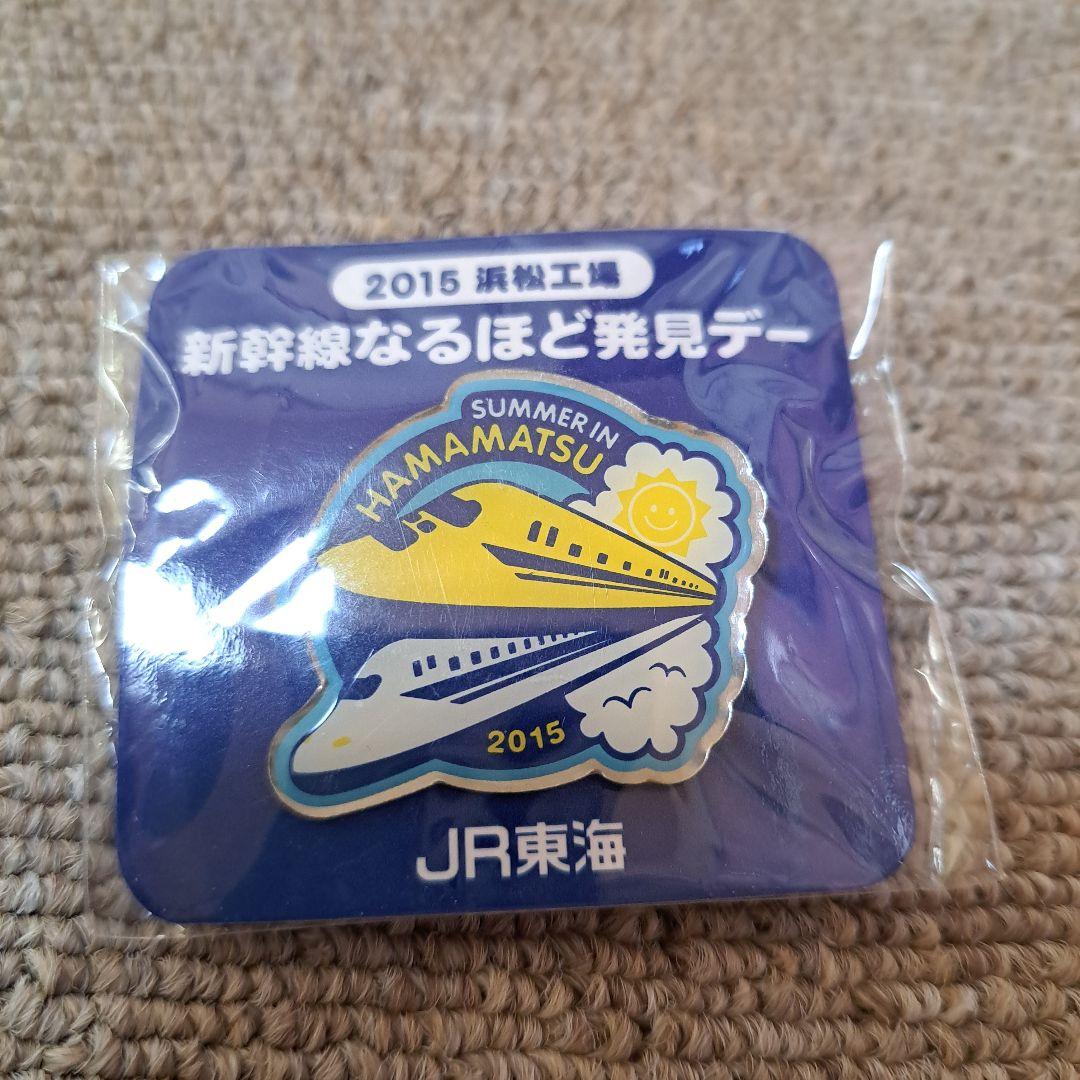 2015 浜松工場
新幹線なるほど発見デー
SUMMER IN
HAMAMATSU
2015
JR東海